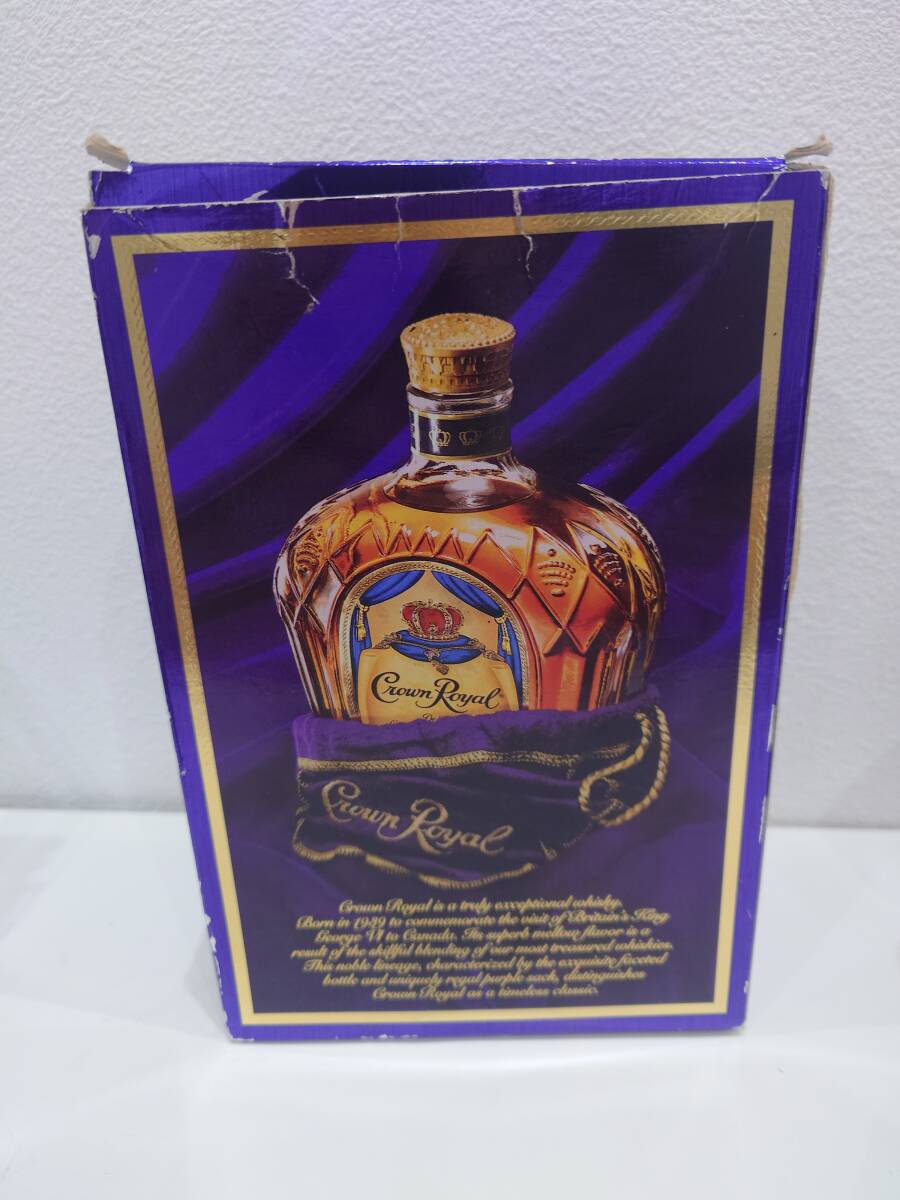 Crown Royal
Crown Royal
Crown Royal is a truly exceptional whisky.
Born in 1939 to commemorate the visit of Britain's King
George VI to Canada. Its superb mellow flavor is a
result of the skillful blending of our most treasured whiskies.
This noble lineage, characterized by the exquisite faceted
bottle and uniquely regal purple sack, distinguishes
Crown Royal as a timeless classic.